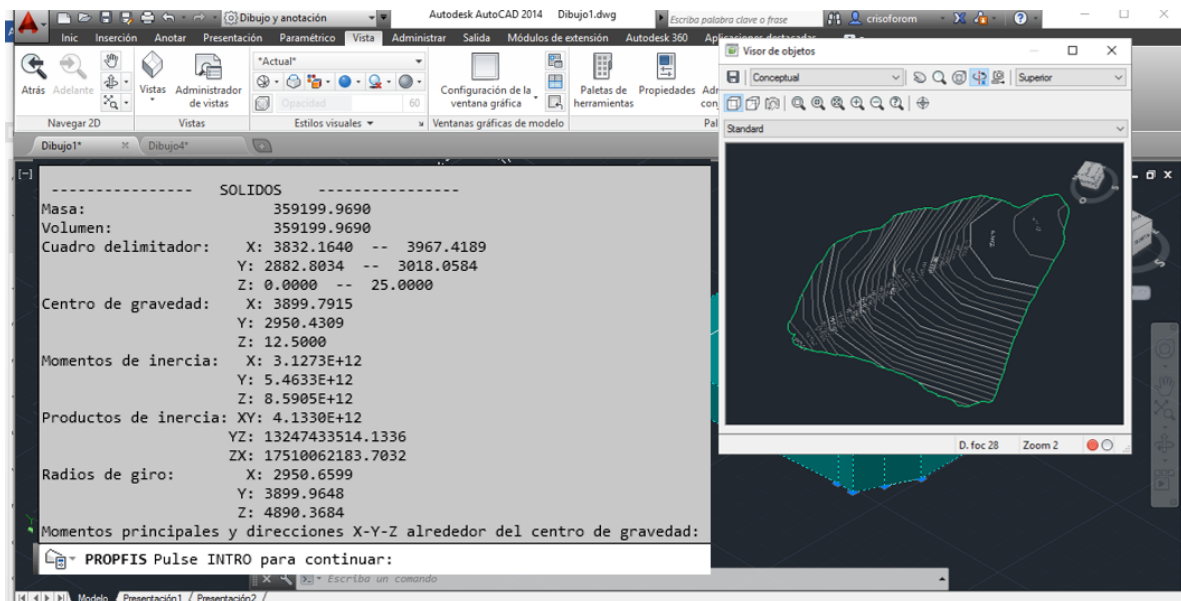 Dibujo y anotación
Autodesk AutoCAD 2014 Dibujo1.dwg
Escriba palabra clave o frase
crisoforom
Inic Inserción Anotar Presentación Paramétrico Vista Administrar Salida Módulos de extensión Autodesk 360 Aplicaciones destacadas
Atrás Adelante
Vistas
Administrador
de vistas
*Actual*
Opacidad 60
Configuración de la
ventana gráfica
Paletas de
herramientas
Propiedades
Navegar 2D Vistas Estilos visuales Ventanas gráficas de modelo
Dibujo1* Dibujo4*
Visor de objetos
Conceptual Superior
Standard
D. foc 28 Zoom 2
[-]
---------------- SOLIDOS ----------------
Masa: 359199.9690
Volumen: 359199.9690
Cuadro delimitador: X: 3832.1640 -- 3967.4189
Y: 2882.8034 -- 3018.0584
Z: 0.0000 -- 25.0000
Centro de gravedad: X: 3899.7915
Y: 2950.4309
Z: 12.5000
Momentos de inercia: X: 3.1273E+12
Y: 5.4633E+12
Z: 8.5905E+12
Productos de inercia: XY: 4.1330E+12
YZ: 13247433514.1336
ZX: 17510062183.7032
Radios de giro: X: 2950.6599
Y: 3899.9648
Z: 4890.3684
Momentos principales y direcciones X-Y-Z alrededor del centro de gravedad:
PROPFIS Pulse INTRO para continuar:
Escriba un comando
Modelo Presentación1 Presentación2